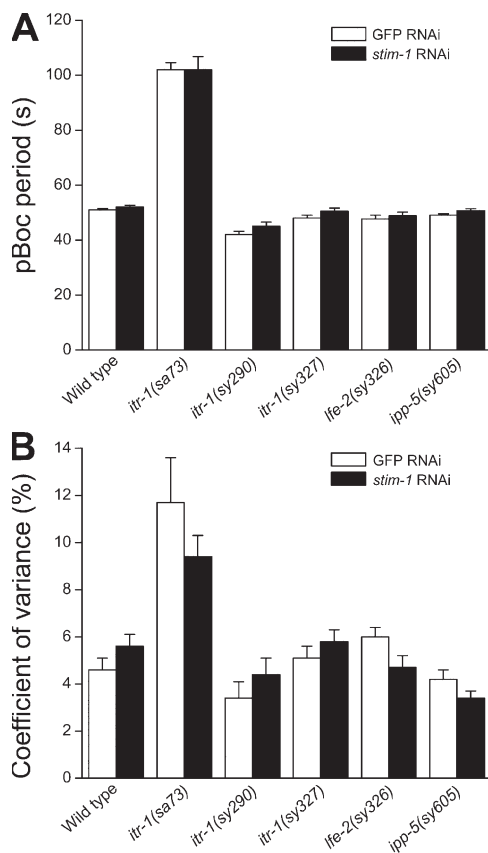 A
120
100
80
60
40
20
0
pBoc period (s)
GFP RNAi
stim-1 RNAi
Wild type
itr-1(sa73)
itr-1(sy290)
itr-1(sy327)
lfe-2(sy326)
ipp-5(sy605)
B
14
12
10
8
6
4
2
0
Coefficient of variance (%)
GFP RNAi
stim-1 RNAi
Wild type
itr-1(sa73)
itr-1(sy290)
itr-1(sy327)
lfe-2(sy326)
ipp-5(sy605)